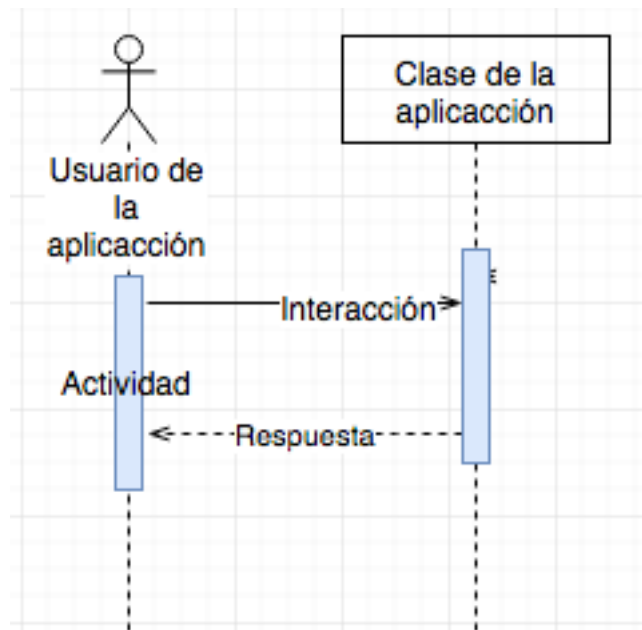 Clase de la
aplicacción
Usuario de
la
aplicacción
Interacción
Actividad
Respuesta